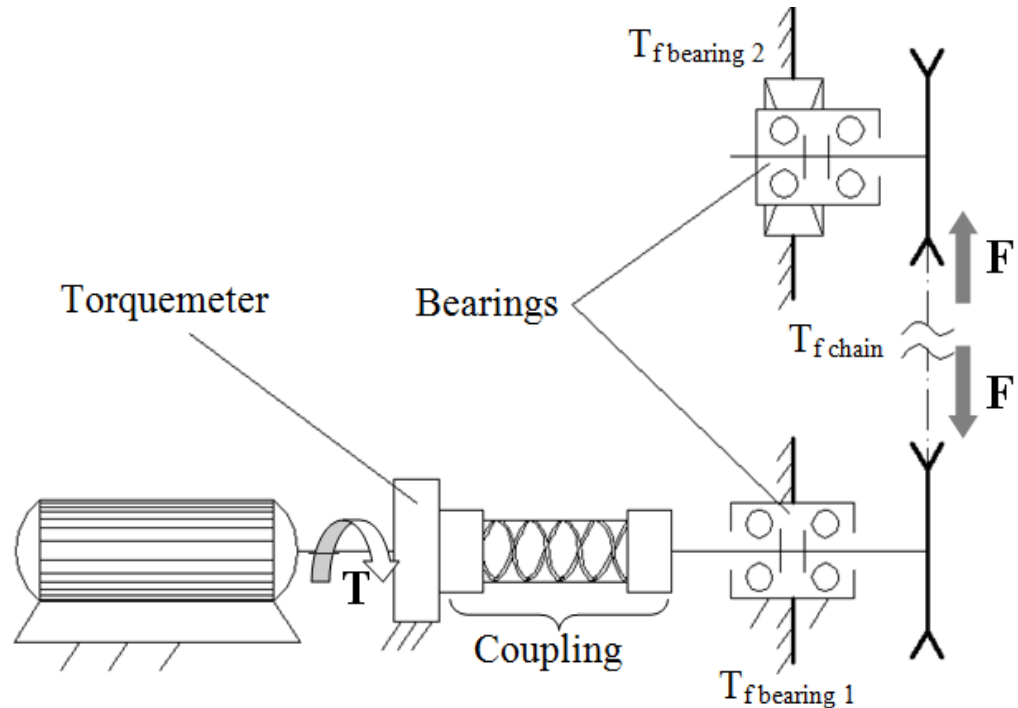 T_f bearing 2
F
Torquemeter
Bearings
T_f chain
F
T
Coupling
T_f bearing 1